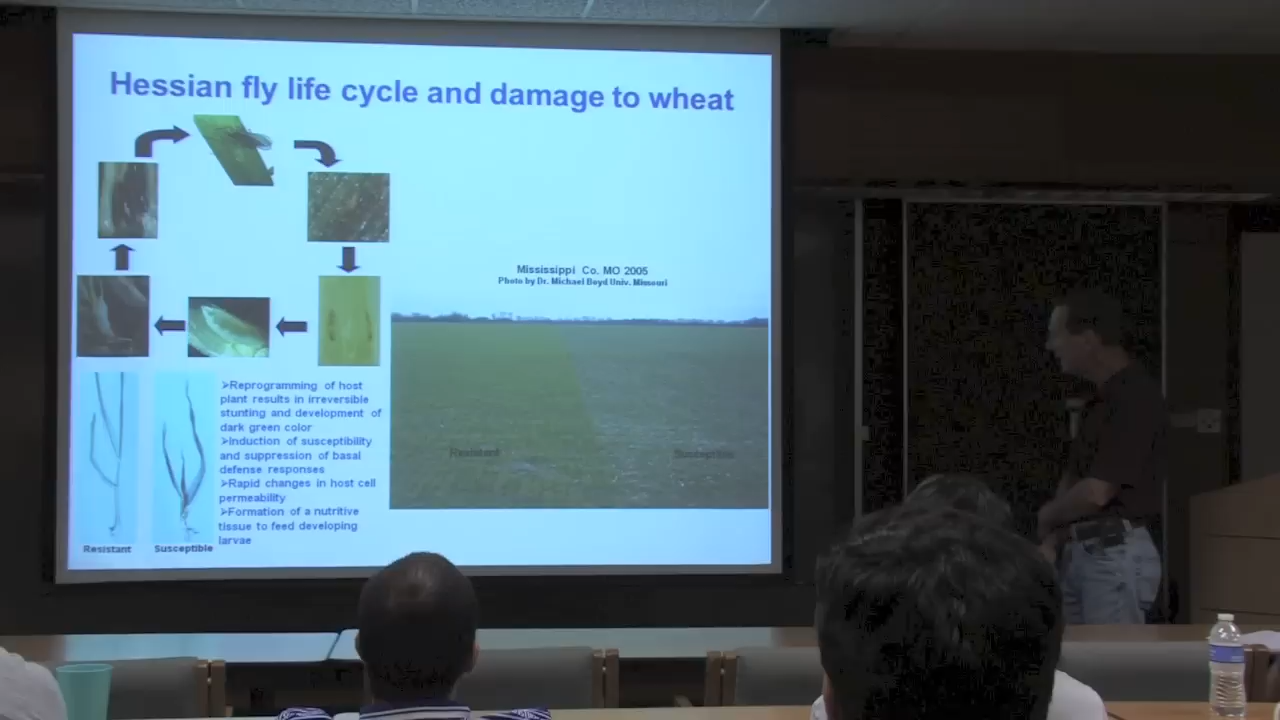 Hessian fly life cycle and damage to wheat
Mississippi Co. MO 2005
Photo by Dr. Michael Boyd Univ. Missouri
➢Reprogramming of host
plant results in irreversible
stunting and development of
dark green color
➢Induction of susceptibility
and suppression of basal
defense responses
➢Rapid changes in host cell
permeability
➢Formation of a nutritive
tissue to feed developing
larvae
Resistant
Susceptible
Resistant
Susceptible